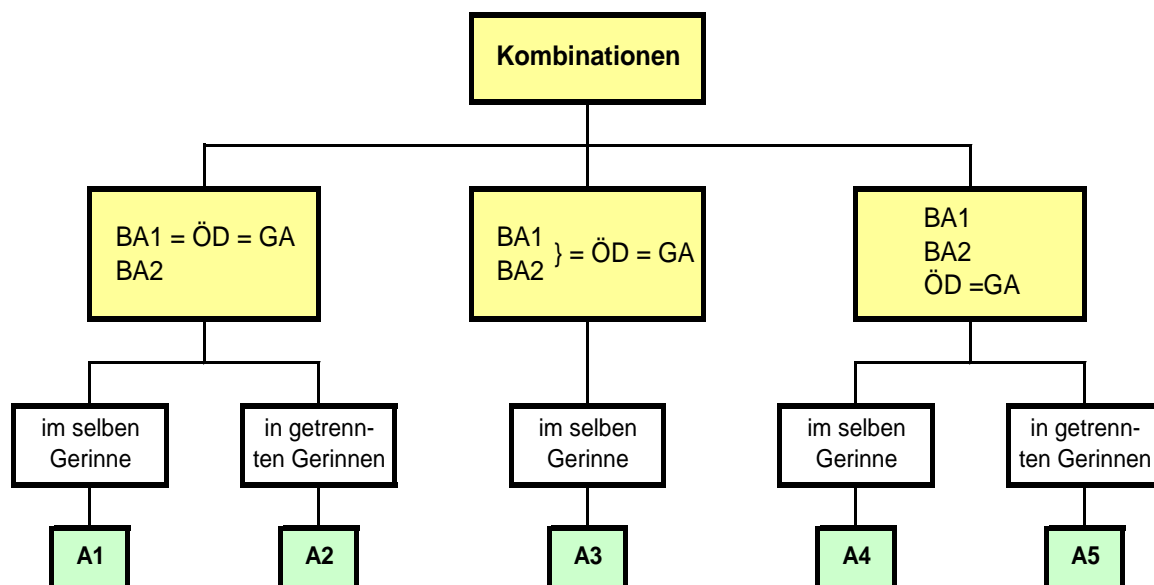 Kombinationen
BA1 = ÖD = GA
BA2
BA1
BA2
} = ÖD = GA
BA1
BA2
ÖD =GA
im selben
Gerinne
in getrenn-
ten Gerinnen
im selben
Gerinne
im selben
Gerinne
in getrenn-
ten Gerinnen
A1
A2
A3
A4
A5